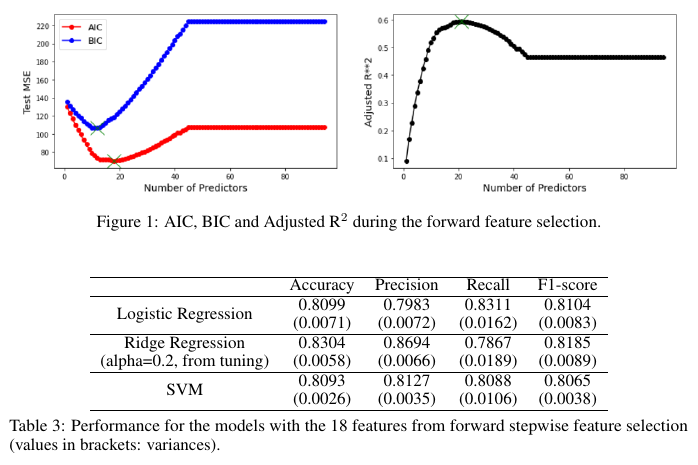 AIC
BIC
220
200
180
160
140
120
100
80
Test MSE
0 20 40 60 80
Number of Predictors
0.6
0.5
0.4
0.3
0.2
0.1
Adjusted R**2
0 20 40 60 80
Number of Predictors
Figure 1: AIC, BIC and Adjusted R² during the forward feature selection.
Accuracy Precision Recall F1-score
Logistic Regression
0.8099 0.7983 0.8311 0.8104
(0.0071) (0.0072) (0.0162) (0.0083)
Ridge Regression 0.8304 0.8694 0.7867 0.8185
(alpha=0.2, from tuning) (0.0058) (0.0066) (0.0189) (0.0089)
SVM
0.8093 0.8127 0.8088 0.8065
(0.0026) (0.0035) (0.0106) (0.0038)
Table 3: Performance for the models with the 18 features from forward stepwise feature selection
(values in brackets: variances).